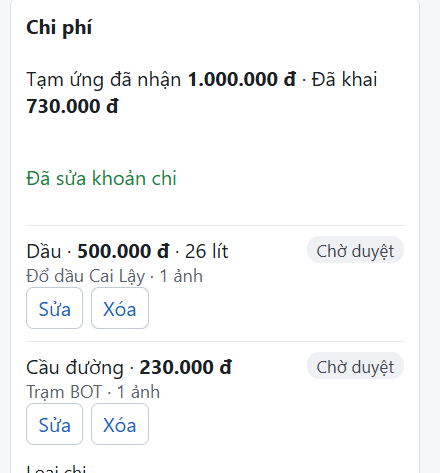 Chi phí
Tạm ứng đã nhận 1.000.000 đ · Đã khai
730.000 đ
Đã sửa khoản chi
Dầu · 500.000 đ · 26 lít
Chờ duyệt
Đổ dầu Cai Lậy · 1 ảnh
Sửa
Xóa
Cầu đường · 230.000 đ
Chờ duyệt
Trạm BOT · 1 ảnh
Sửa
Xóa
Loại chi